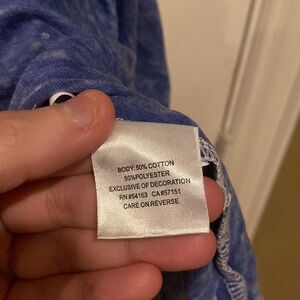 BODY: 50% COTTON
50%POLYESTER
EXCLUSIVE OF DECORATION
RN #54163 CA #57151
CARE ON REVERSE